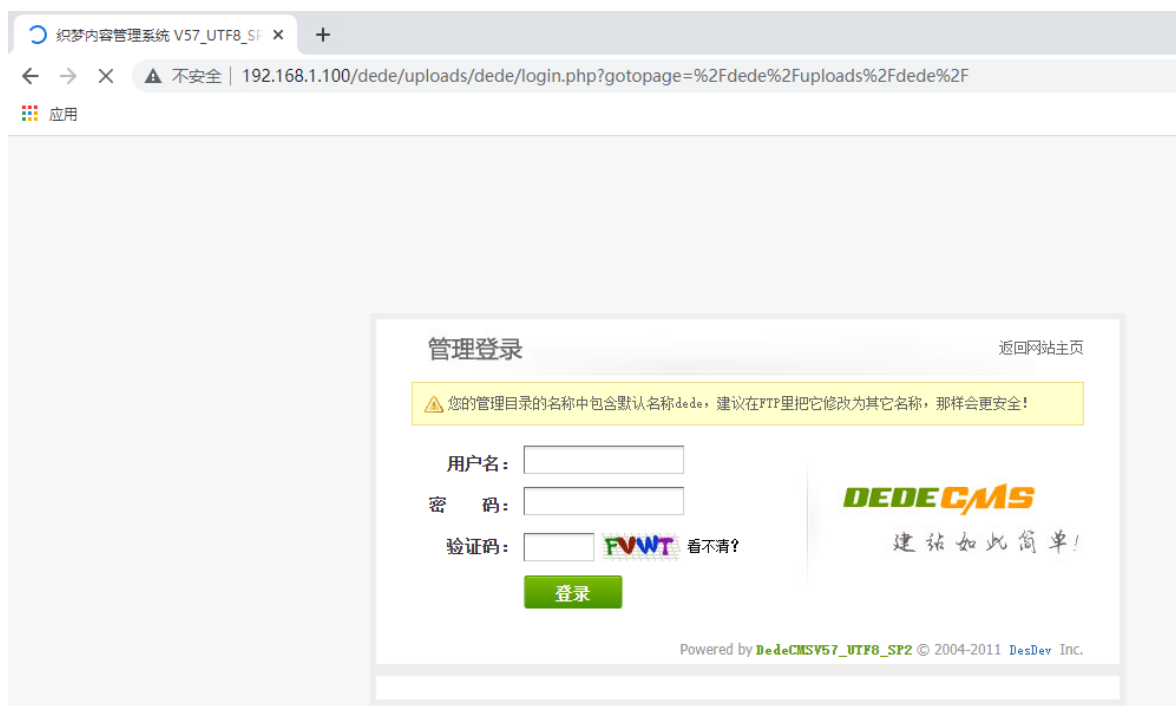 织梦内容管理系统 V57_UTF8_SP
不安全 192.168.1.100/dede/uploads/dede/login.php?gotopage=%2Fdede%2Fuploads%2Fdede%2F
应用
管理登录 返回网站主页
您的管理目录的名称中包含默认名称dede，建议在FTP里把它修改为其它名称，那样会更安全！
用户名：
密 码：
DEDECMS
建站如此简单！
验证码： FVWT 看不清？
登录
Powered by DedeCMSV57_UTF8_SP2 © 2004-2011 DesDev Inc.